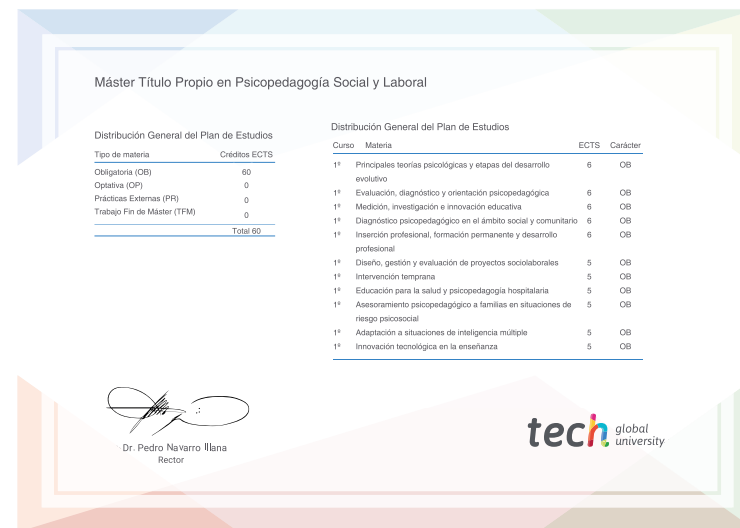 Máster Título Propio en Psicopedagogía Social y Laboral
Distribución General del Plan de Estudios
Tipo de materia Créditos ECTS
Obligatoria (OB) 60
Optativa (OP) 0
Prácticas Externas (PR) 0
Trabajo Fin de Máster (TFM) 0
Total 60
Distribución General del Plan de Estudios
Curso Materia ECTS Carácter
1º Principales teorías psicológicas y etapas del desarrollo 6 OB
evolutivo
1º Evaluación, diagnóstico y orientación psicopedagógica 6 OB
1º Medición, investigación e innovación educativa 6 OB
1º Diagnóstico psicopedagógico en el ámbito social y comunitario 6 OB
1º Inserción profesional, formación permanente y desarrollo 6 OB
profesional
1º Diseño, gestión y evaluación de proyectos sociolaborales 5 OB
1º Intervención temprana 5 OB
1º Educación para la salud y psicopedagogía hospitalaria 5 OB
1º Asesoramiento psicopedagógico a familias en situaciones de 5 OB
riesgo psicosocial
1º Adaptación a situaciones de inteligencia múltiple 5 OB
1º Innovación tecnológica en la enseñanza 5 OB
Dr. Pedro Navarro Illana
Rector
tech global
university